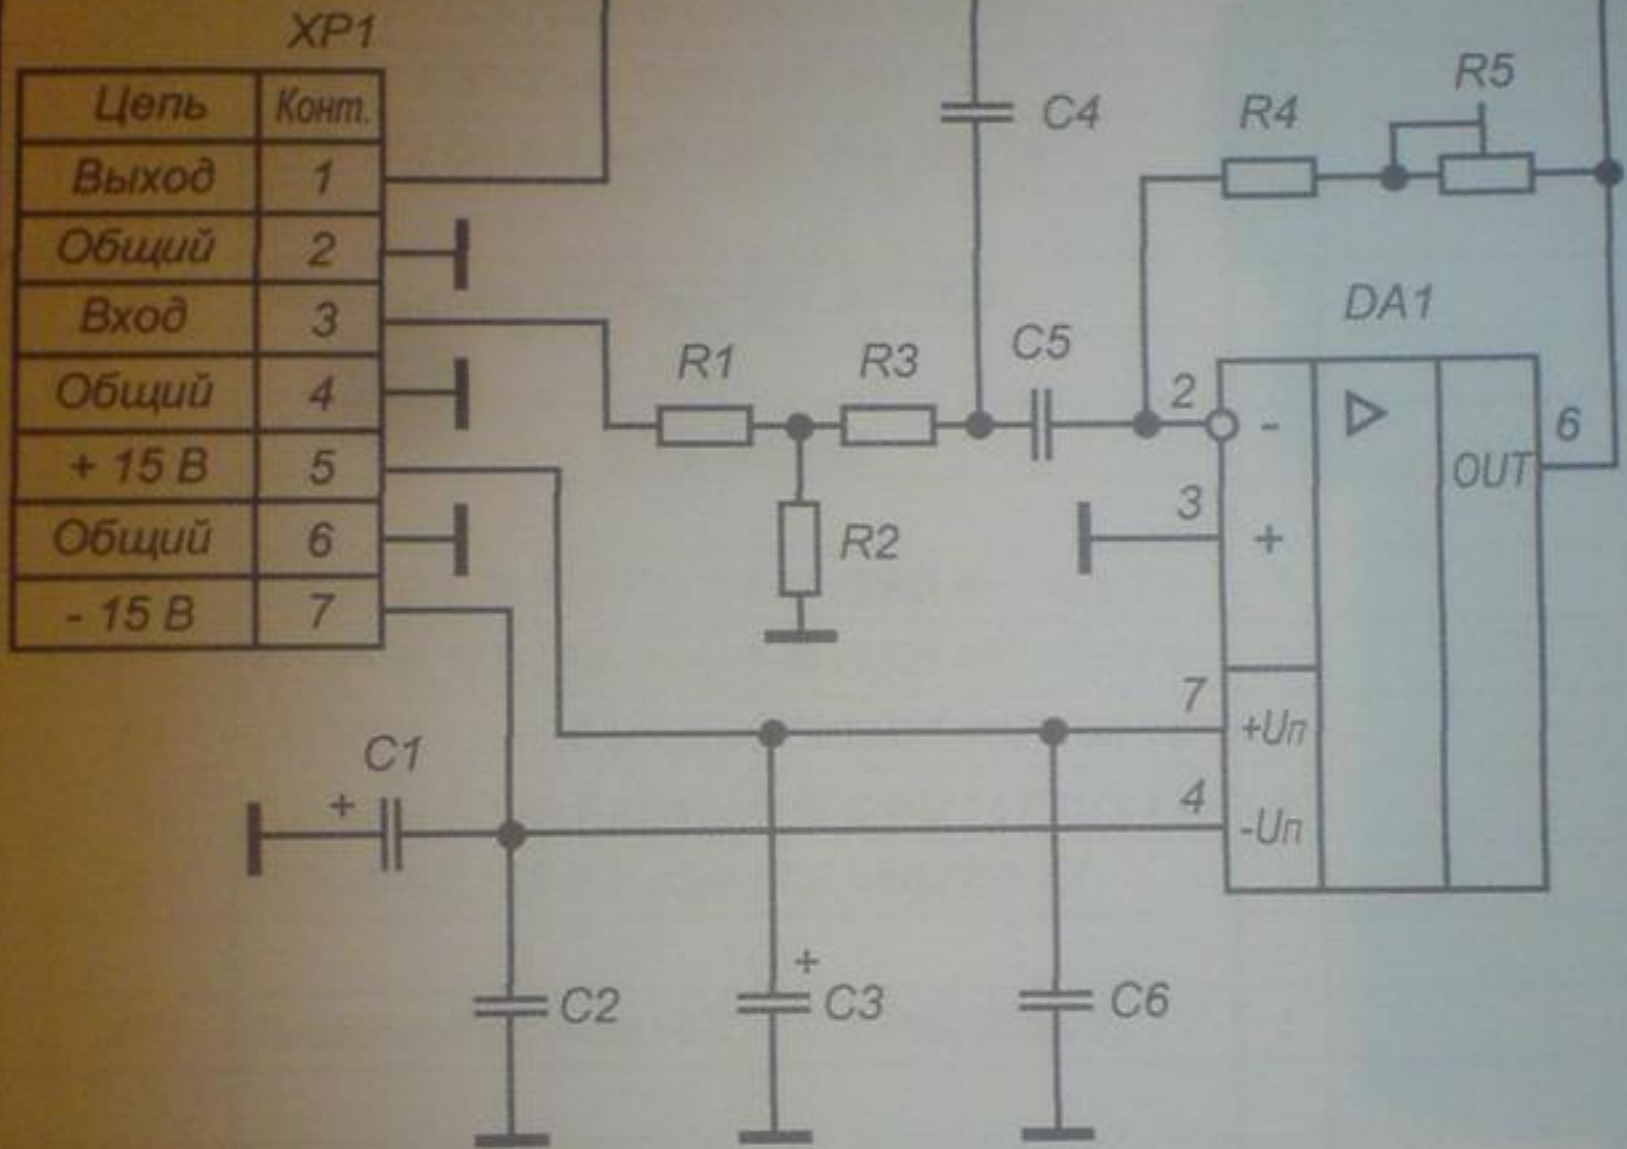 XP1
Цепь Конт.
Выход 1
Общий 2
Вход 3
Общий 4
+ 15 В 5
Общий 6
- 15 В 7
C4
R4
R5
DA1
R1
R3
C5
2
-
6
OUT
R2
3
+
7
+Uп
4
-Uп
C1
+
C2
+
C3
C6